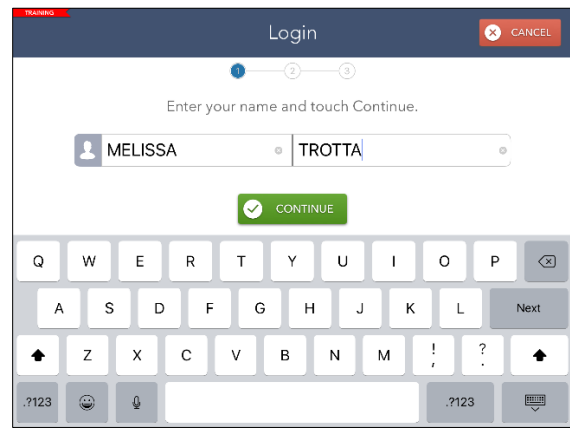 TRAINING
Login
CANCEL
1 2 3
Enter your name and touch Continue.
MELISSA TROTTA
CONTINUE
Q W E R T Y U I O P
A S D F G H J K L Next
Z X C V B N M ! , ? .
.?123 .?123